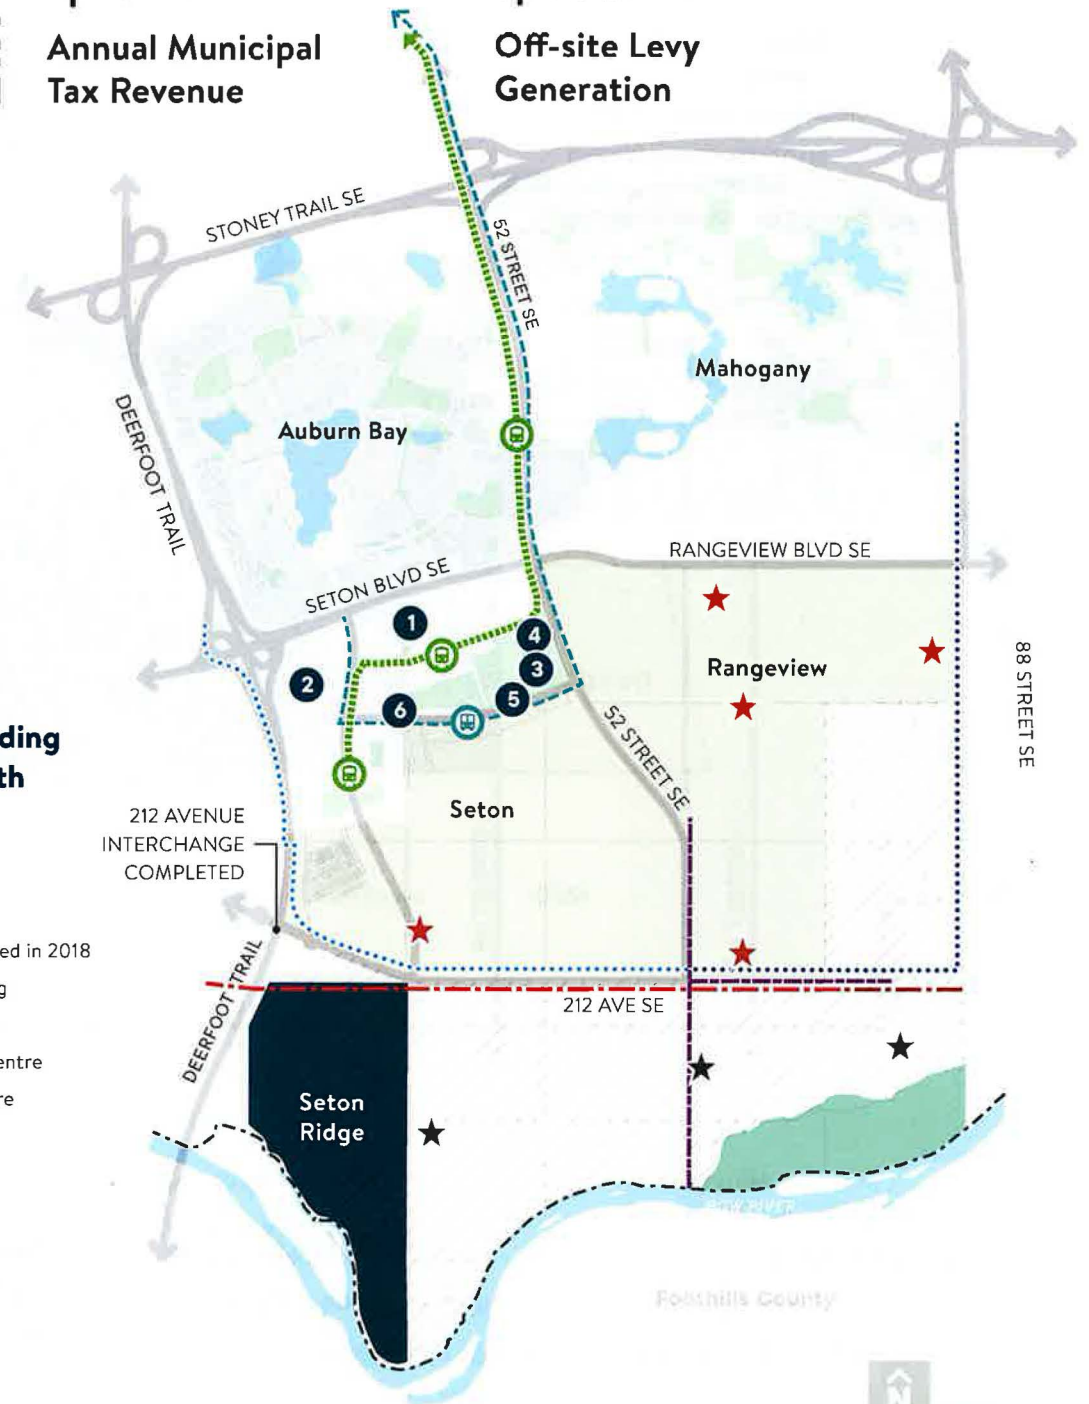 Annual Municipal
Tax Revenue
Off-site Levy
Generation
STONEY TRAIL SE
52 STREET SE
Mahogany
DEERFOOT TRAIL
Auburn Bay
RANGEVIEW BLVD SE
SETON BLVD SE
1
4
2
3
Rangeview
88 STREET SE
6
5
52 STREET SE
ding
th
Seton
212 AVENUE
INTERCHANGE
COMPLETED
ed in 2018
g
212 AVE SE
DEERFOOT TRAIL
entre
re
Seton
Ridge
BOW RIVER
Foothills County
N